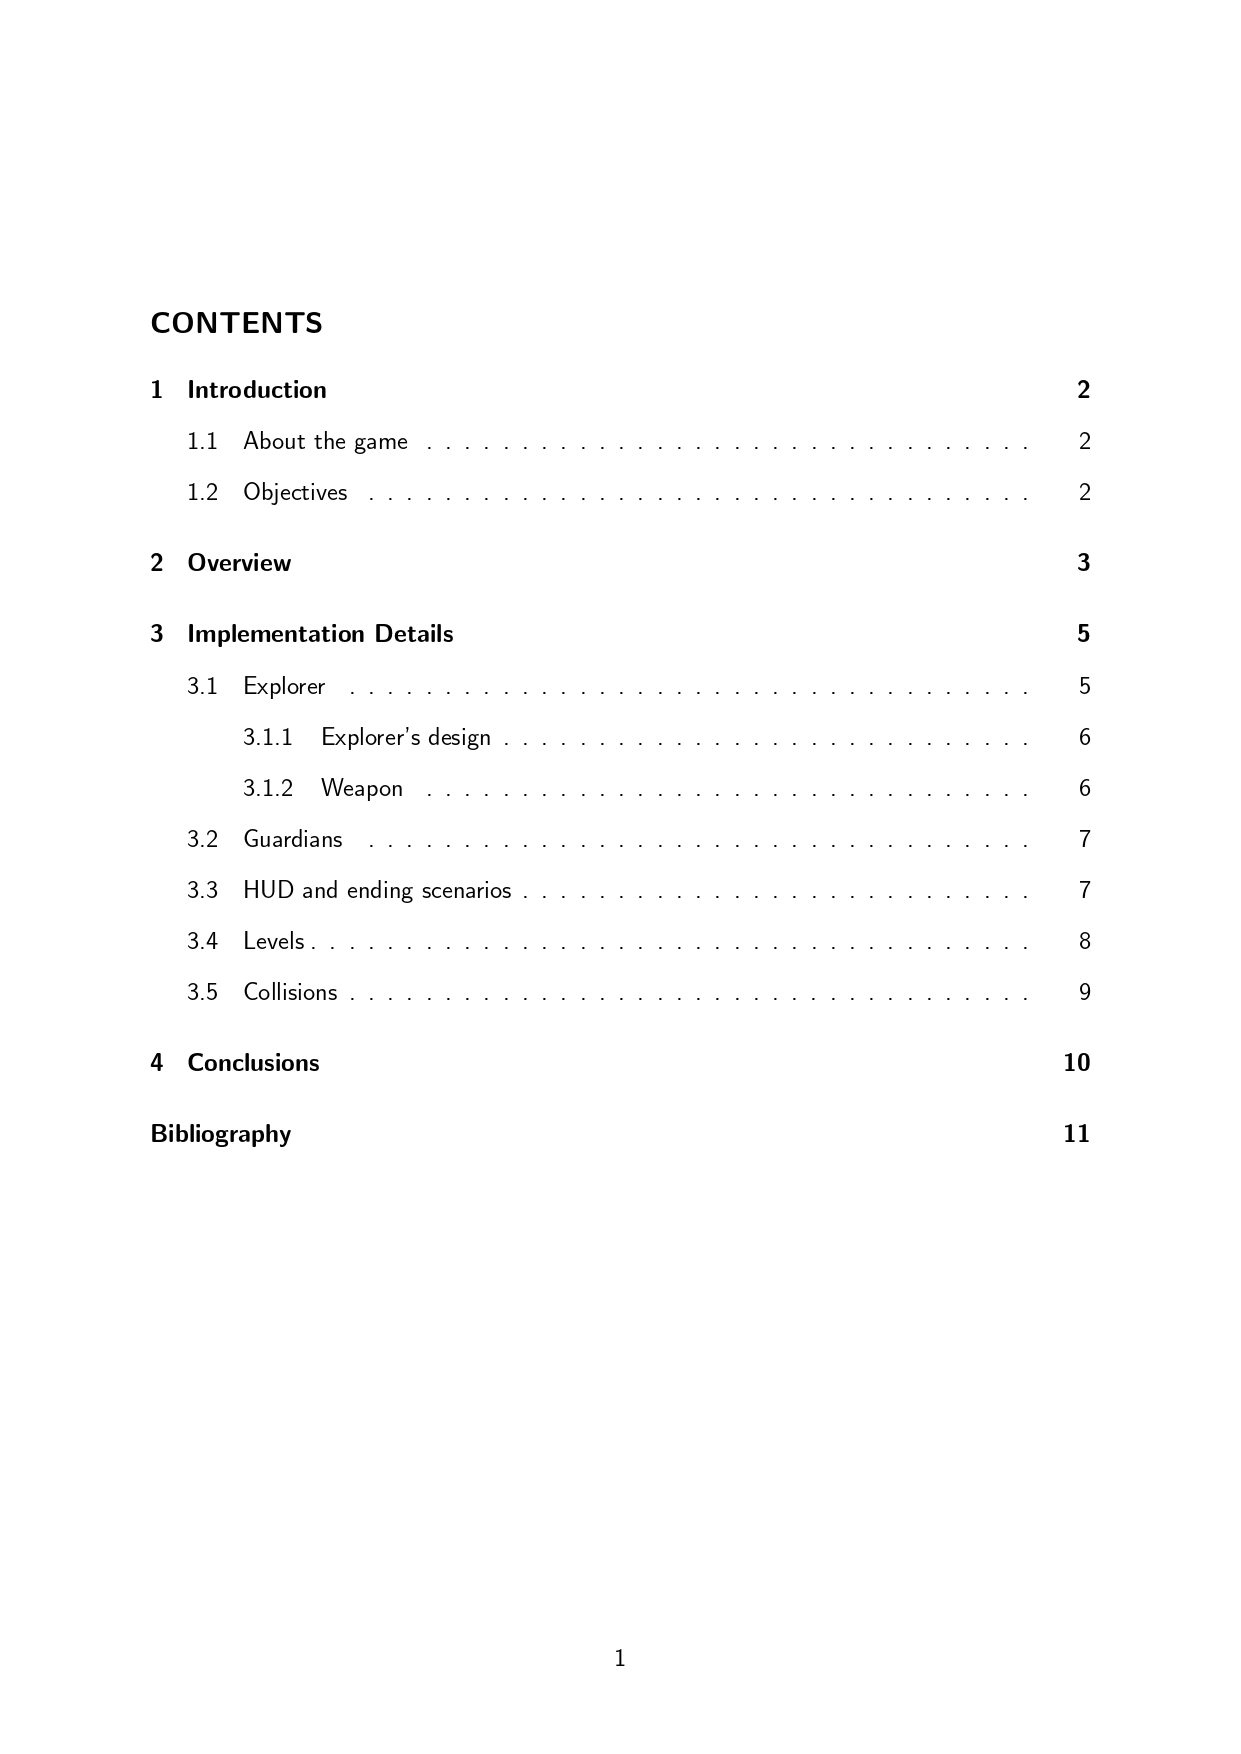 CONTENTS
1 Introduction 2
1.1 About the game . . . . . . . . . . . . . . . . . . . . . . . . . . . . . . . . 2
1.2 Objectives . . . . . . . . . . . . . . . . . . . . . . . . . . . . . . . . . . . 2
2 Overview 3
3 Implementation Details 5
3.1 Explorer . . . . . . . . . . . . . . . . . . . . . . . . . . . . . . . . . . . . 5
3.1.1 Explorer's design . . . . . . . . . . . . . . . . . . . . . . . . . . . . 6
3.1.2 Weapon . . . . . . . . . . . . . . . . . . . . . . . . . . . . . . . . 6
3.2 Guardians . . . . . . . . . . . . . . . . . . . . . . . . . . . . . . . . . . . 7
3.3 HUD and ending scenarios . . . . . . . . . . . . . . . . . . . . . . . . . . . 7
3.4 Levels . . . . . . . . . . . . . . . . . . . . . . . . . . . . . . . . . . . . . . 8
3.5 Collisions . . . . . . . . . . . . . . . . . . . . . . . . . . . . . . . . . . . . 9
4 Conclusions 10
Bibliography 11
1